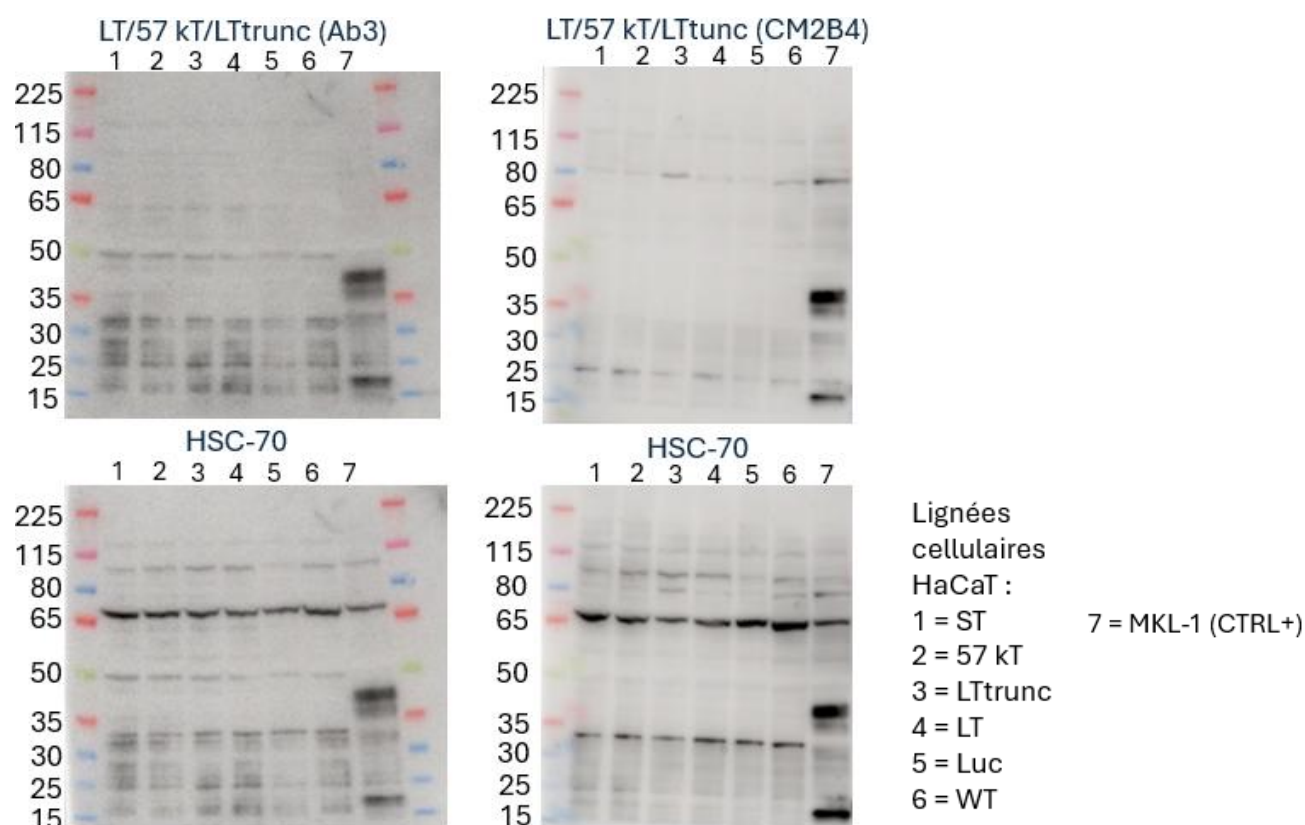 LT/57 kT/LTtrunc (Ab3)
1 2 3 4 5 6 7
225
115
80
65
50
35
30
25
15
LT/57 kT/LTtunc (CM2B4)
1 2 3 4 5 6 7
225
115
80
65
50
35
30
25
15
HSC-70
1 2 3 4 5 6 7
225
115
80
65
50
35
30
25
15
HSC-70
1 2 3 4 5 6 7
225
115
80
65
50
35
30
25
15
Lignées
cellulaires
HaCaT :
1 = ST
2 = 57 kT
3 = LTtrunc
4 = LT
5 = Luc
6 = WT
7 = MKL-1 (CTRL+)